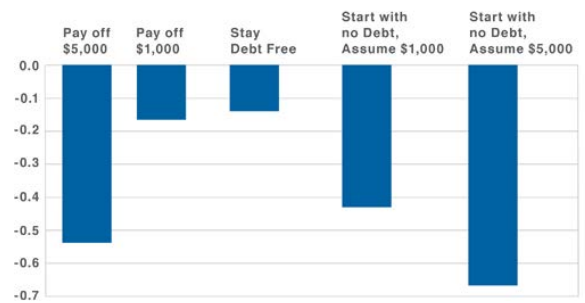 Pay off
$5,000
Pay off
$1,000
Stay
Debt Free
Start with
no Debt,
Assume $1,000
Start with
no Debt,
Assume $5,000
0.0
-0.1
-0.2
-0.3
-0.4
-0.5
-0.6
-0.7